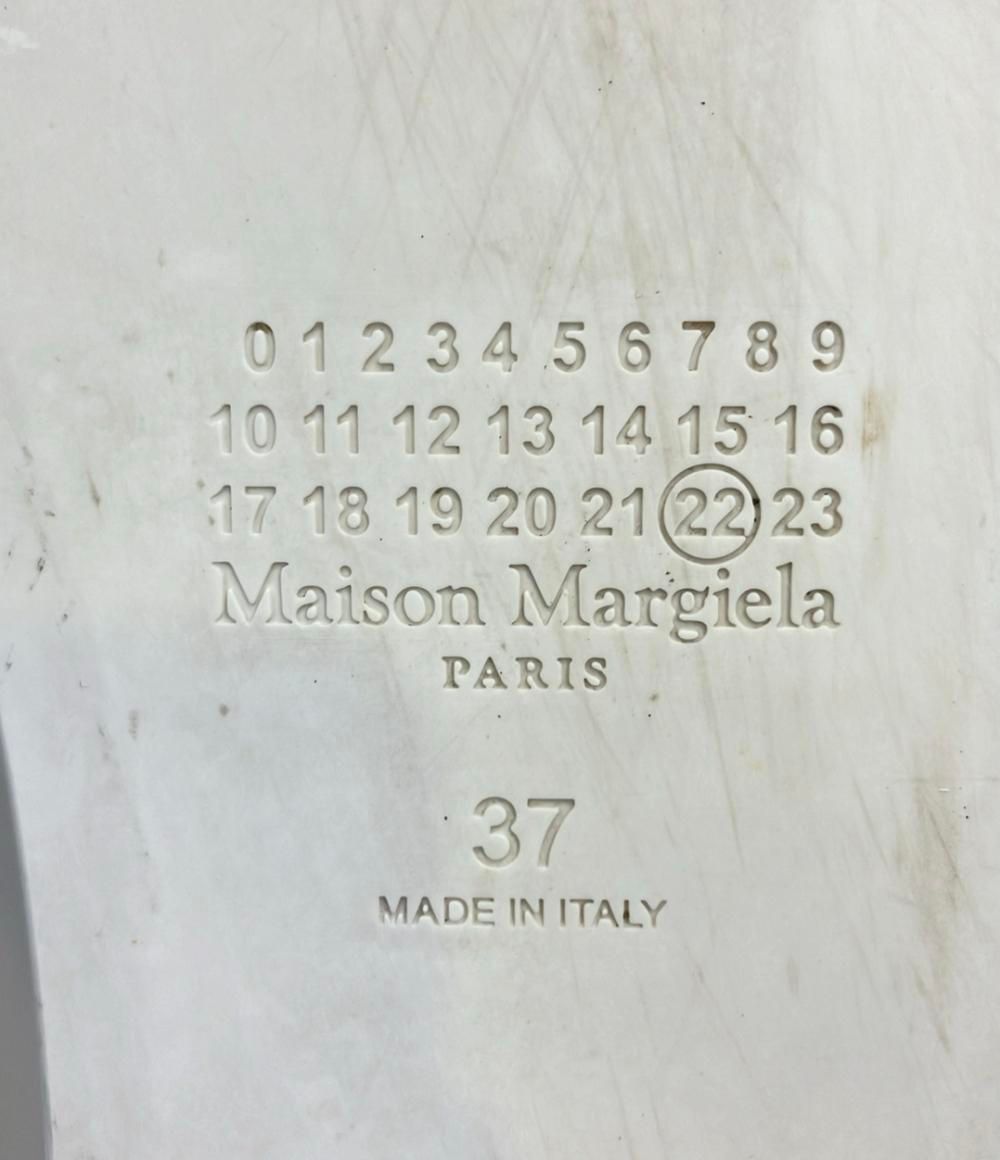 0 1 2 3 4 5 6 7 8 9
10 11 12 13 14 15 16
17 18 19 20 21 22 23
Maison Margiela
PARIS
37
MADE IN ITALY